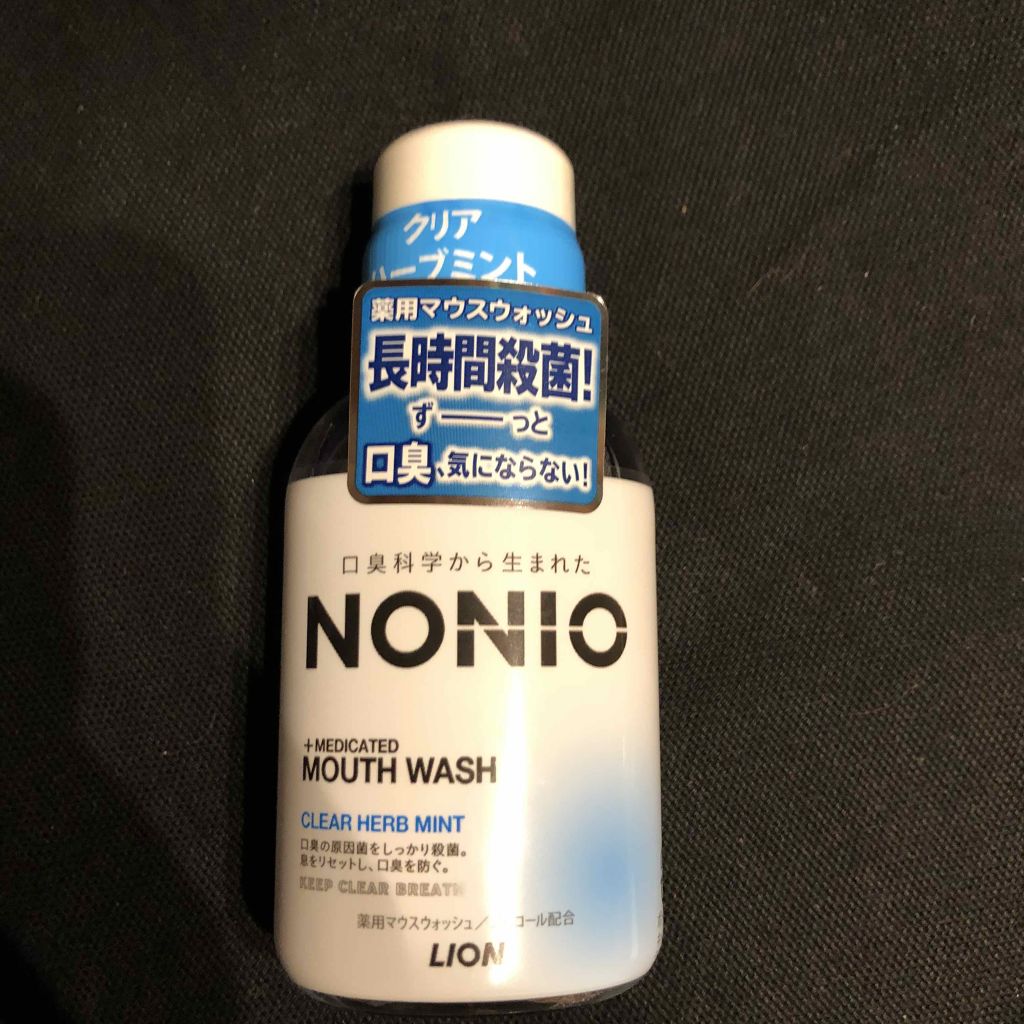 クリア
ハーブミント
薬用マウスウォッシュ
長時間殺菌!
ずーっと
口臭、気にならない!
口臭科学から生まれた
NONIO
+MEDICATED
MOUTH WASH
CLEAR HERB MINT
口臭の原因菌をしっかり殺菌。
息をリセットし、口臭を防ぐ。
KEEP CLEAR BREATH
薬用マウスウォッシュ/ コール配合
LION